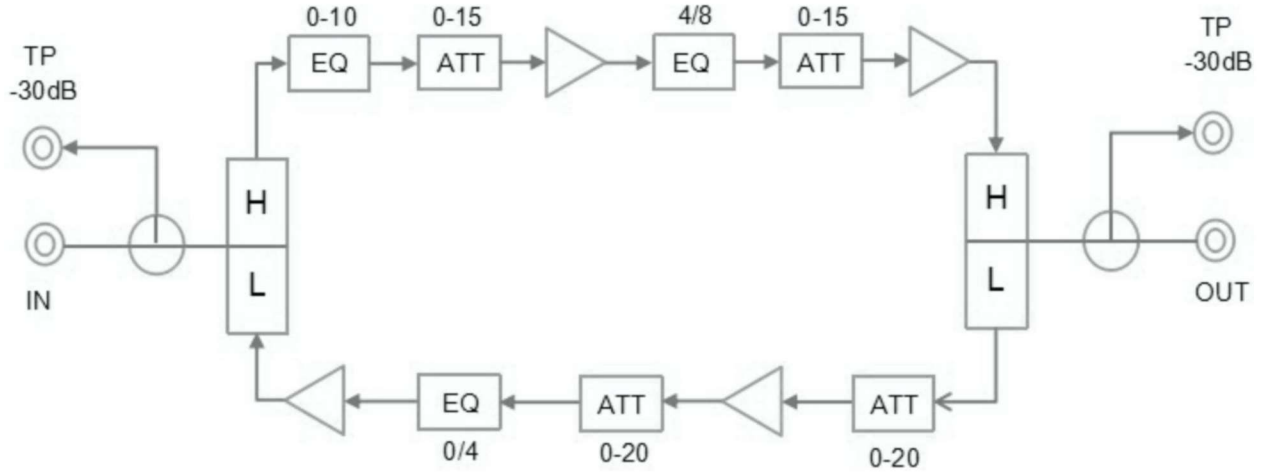 0-10
0-15
4/8
0-15
TP
-30dB
TP
-30dB
EQ
ATT
EQ
ATT
H
L
H
L
IN
OUT
EQ
ATT
ATT
0/4
0-20
0-20